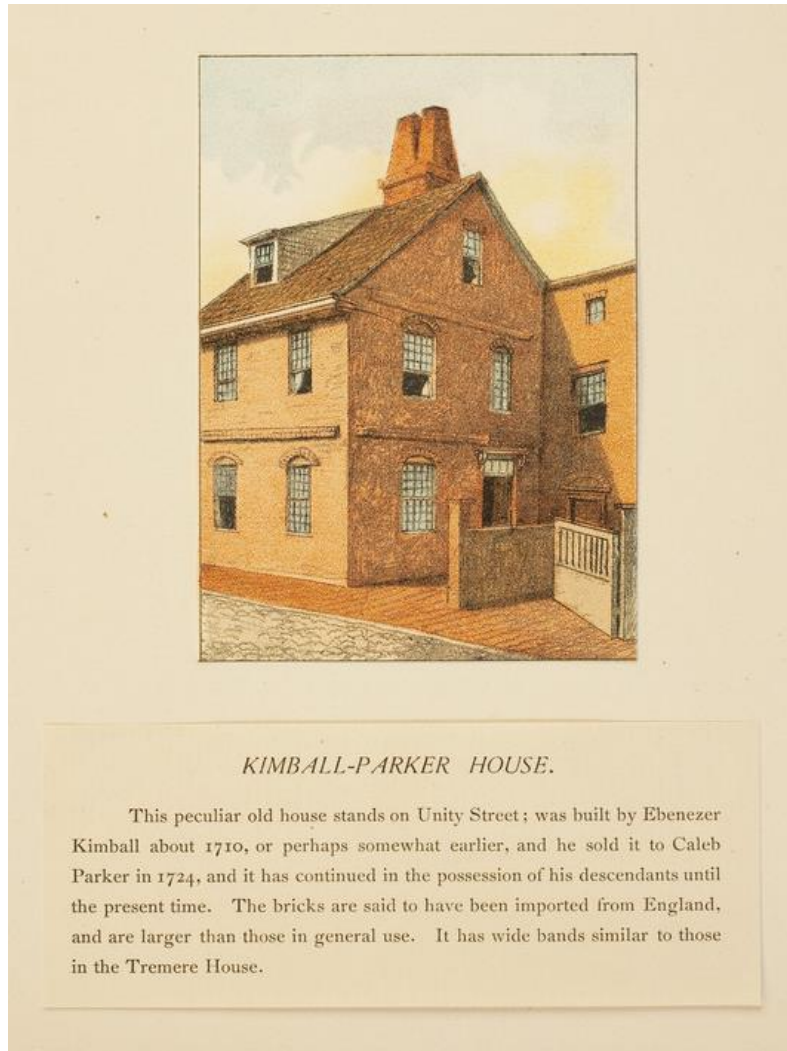 KIMBALL-PARKER HOUSE.
This peculiar old house stands on Unity Street; was built by Ebenezer
Kimball about 1710, or perhaps somewhat earlier, and he sold it to Caleb
Parker in 1724, and it has continued in the possession of his descendants until
the present time. The bricks are said to have been imported from England,
and are larger than those in general use. It has wide bands similar to those
in the Tremere House.